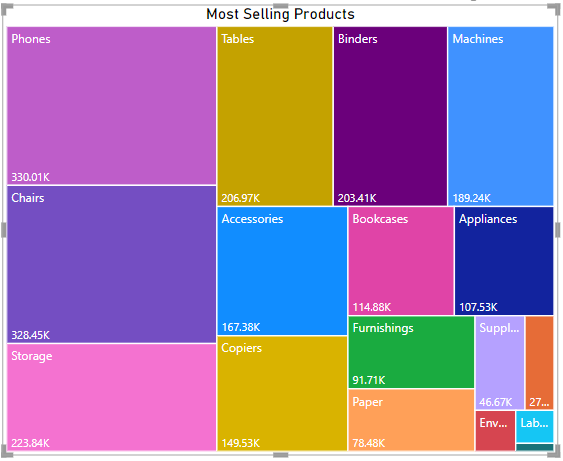 Most Selling Products
Phones
330.01K
Chairs
328.45K
Storage
223.84K
Tables
206.97K
Binders
203.41K
Machines
189.24K
Accessories
167.38K
Copiers
149.53K
Bookcases
114.88K
Appliances
107.53K
Furnishings
91.71K
Paper
78.48K
Suppl...
46.67K
27...
Env...
Lab...